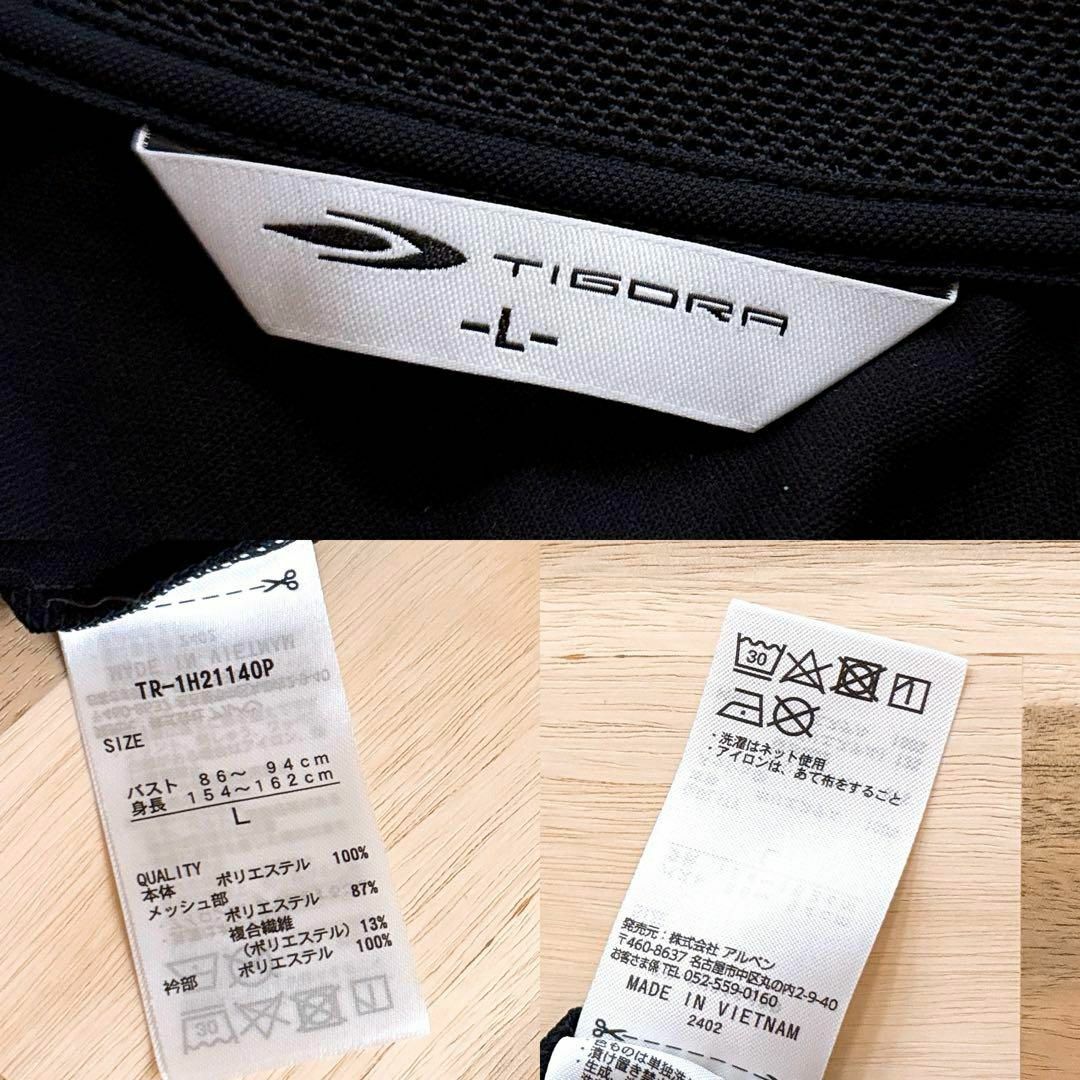 TIGORA
-L-
TR-1H21140P
SIZE
バスト 86～ 94cm
身長 154～162cm
L
QUALITY
本体 ポリエステル 100%
メッシュ部
ポリエステル 87%
複合繊維
(ポリエステル) 13%
衿部 ポリエステル 100%
30
30
・洗濯はネット使用
・アイロンは、あて布をすること
発売元：株式会社 アルペン
〒460-8637 名古屋市中区丸の内2-9-40
お客さま係 TEL 052-559-0160
MADE IN VIETNAM
2402